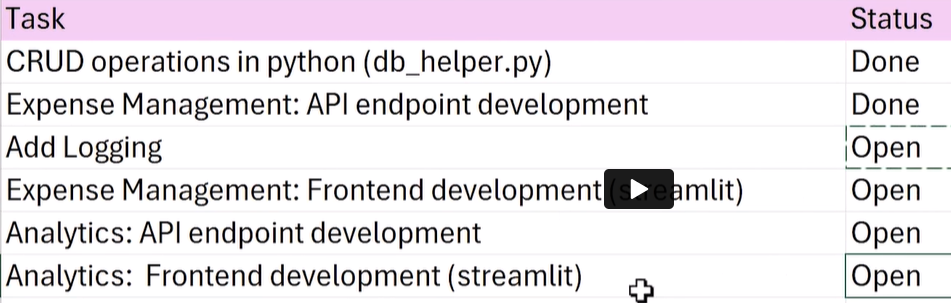 Task Status
CRUD operations in python (db_helper.py) Done
Expense Management: API endpoint development Done
Add Logging Open
Expense Management: Frontend development (streamlit) Open
Analytics: API endpoint development Open
Analytics:  Frontend development (streamlit) Open